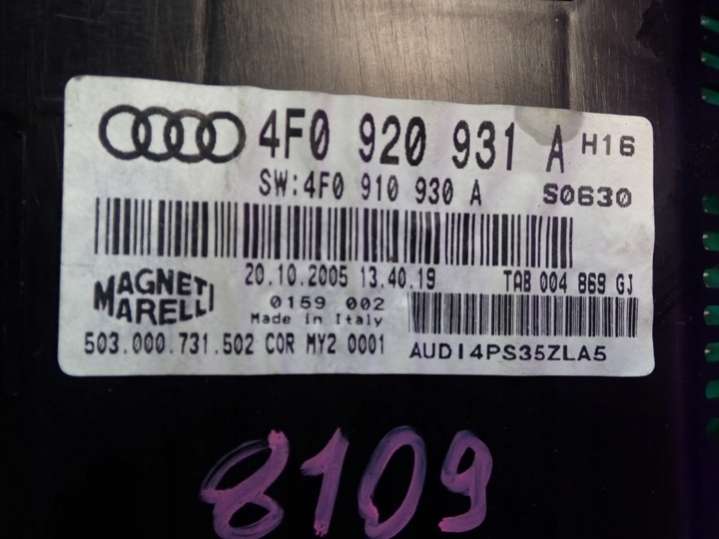 4F0 920 931 A H16
SW:4F0 910 930 A S0630
MAGNETI MARELLI
20.10.2005 13.40.19 TAB 004 869 GJ
0159 002
Made in Italy
503.000.731.502 COR MY2 0001
AUDI4PS35ZLA5
8109